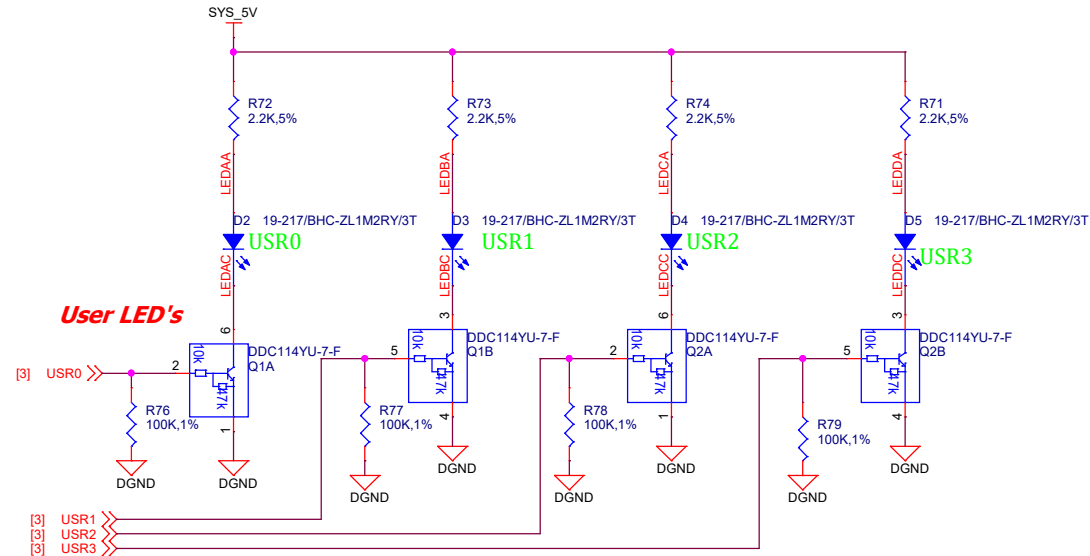 SYS_5V
R72
2.2K,5%
R73
2.2K,5%
R74
2.2K,5%
R71
2.2K,5%
LEDAA
LEDBA
LEDCA
LEDDA
D2 19-217/BHC-ZL1M2RY/3T
D3 19-217/BHC-ZL1M2RY/3T
D4 19-217/BHC-ZL1M2RY/3T
D5 19-217/BHC-ZL1M2RY/3T
USR0
USR1
USR2
USR3
LEDAC
LEDBC
LEDCC
LEDDC
User LED's
6
3
6
3
DDC114YU-7-F
Q1A
DDC114YU-7-F
Q1B
DDC114YU-7-F
Q2A
DDC114YU-7-F
Q2B
10k
47k
10k
47k
10k
47k
10k
47k
[3] USR0
2
5
2
5
R76
100K,1%
R77
100K,1%
R78
100K,1%
R79
100K,1%
1
4
1
4
DGND
DGND
DGND
DGND
DGND
DGND
DGND
DGND
[3] USR1
[3] USR2
[3] USR3